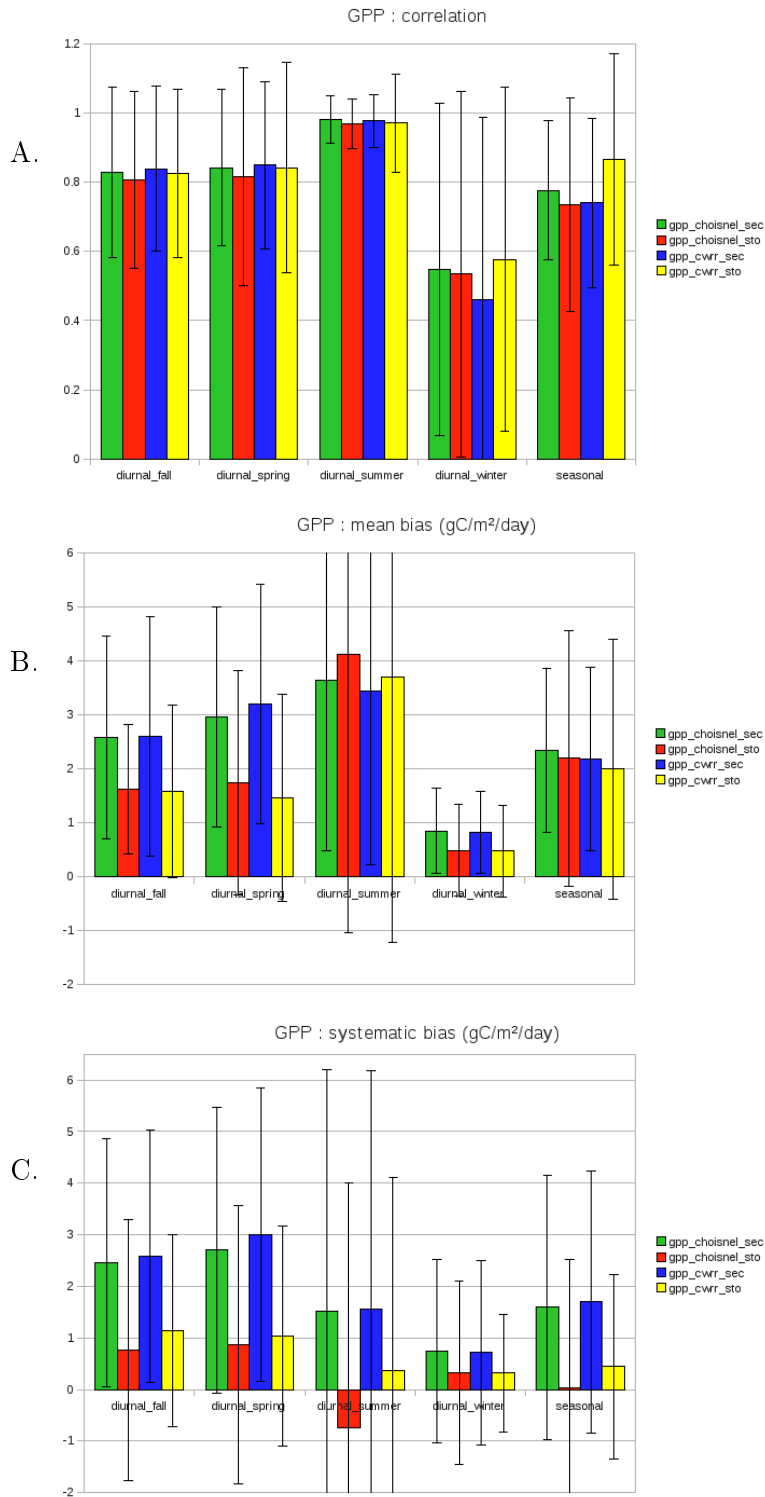 GPP : correlation
A.
1.2
1
0.8
0.6
0.4
0.2
0
diurnal_fall diurnal_spring diurnal_summer diurnal_winter seasonal
gpp_choisnel_sec
gpp_choisnel_sto
gpp_cwrr_sec
gpp_cwrr_sto
GPP : mean bias (gC/m²/day)
B.
6
5
4
3
2
1
0
-1
-2
diurnal_fall diurnal_spring diurnal_summer diurnal_winter seasonal
gpp_choisnel_sec
gpp_choisnel_sto
gpp_cwrr_sec
gpp_cwrr_sto
GPP : systematic bias (gC/m²/day)
C.
6
5
4
3
2
1
0
-1
-2
diurnal_fall diurnal_spring diurnal_summer diurnal_winter seasonal
gpp_choisnel_sec
gpp_choisnel_sto
gpp_cwrr_sec
gpp_cwrr_sto